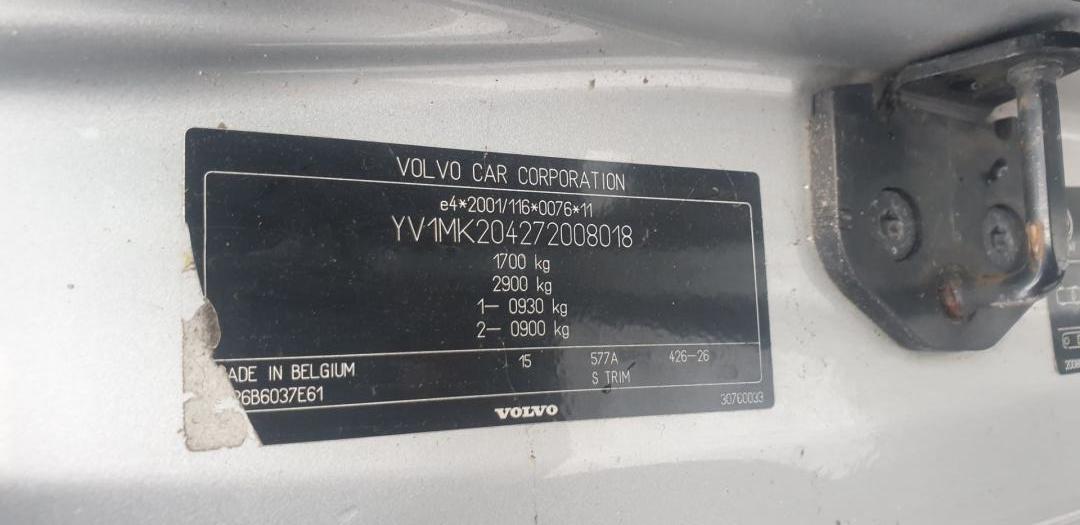 VOLVO CAR CORPORATION
e4*2001/116*0076*11
YV1MK204272008018
1700 kg
2900 kg
1— 0930 kg
2— 0900 kg
ADE IN BELGIUM 15 577A 426—26
S TRIM
6B6037E61
VOLVO
30760033